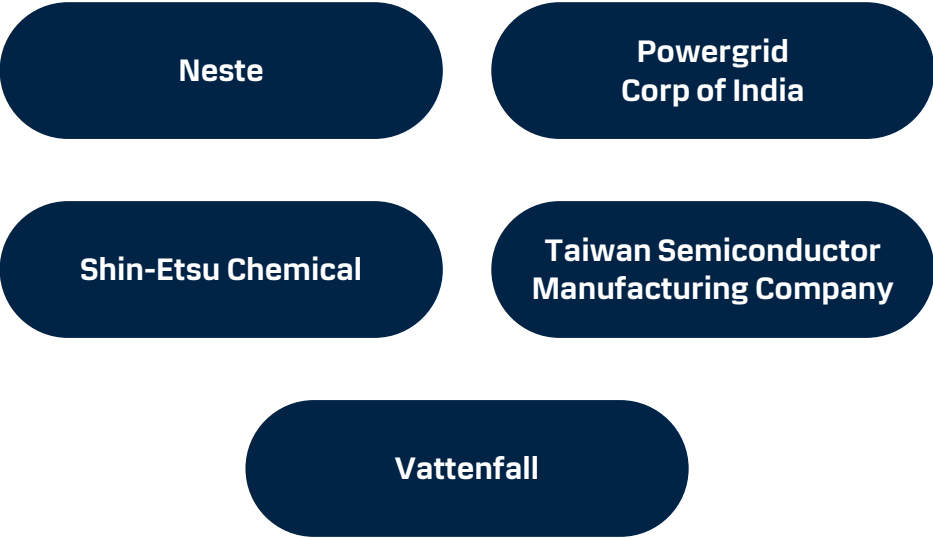 Neste
Powergrid
Corp of India
Shin-Etsu Chemical
Taiwan Semiconductor
Manufacturing Company
Vattenfall